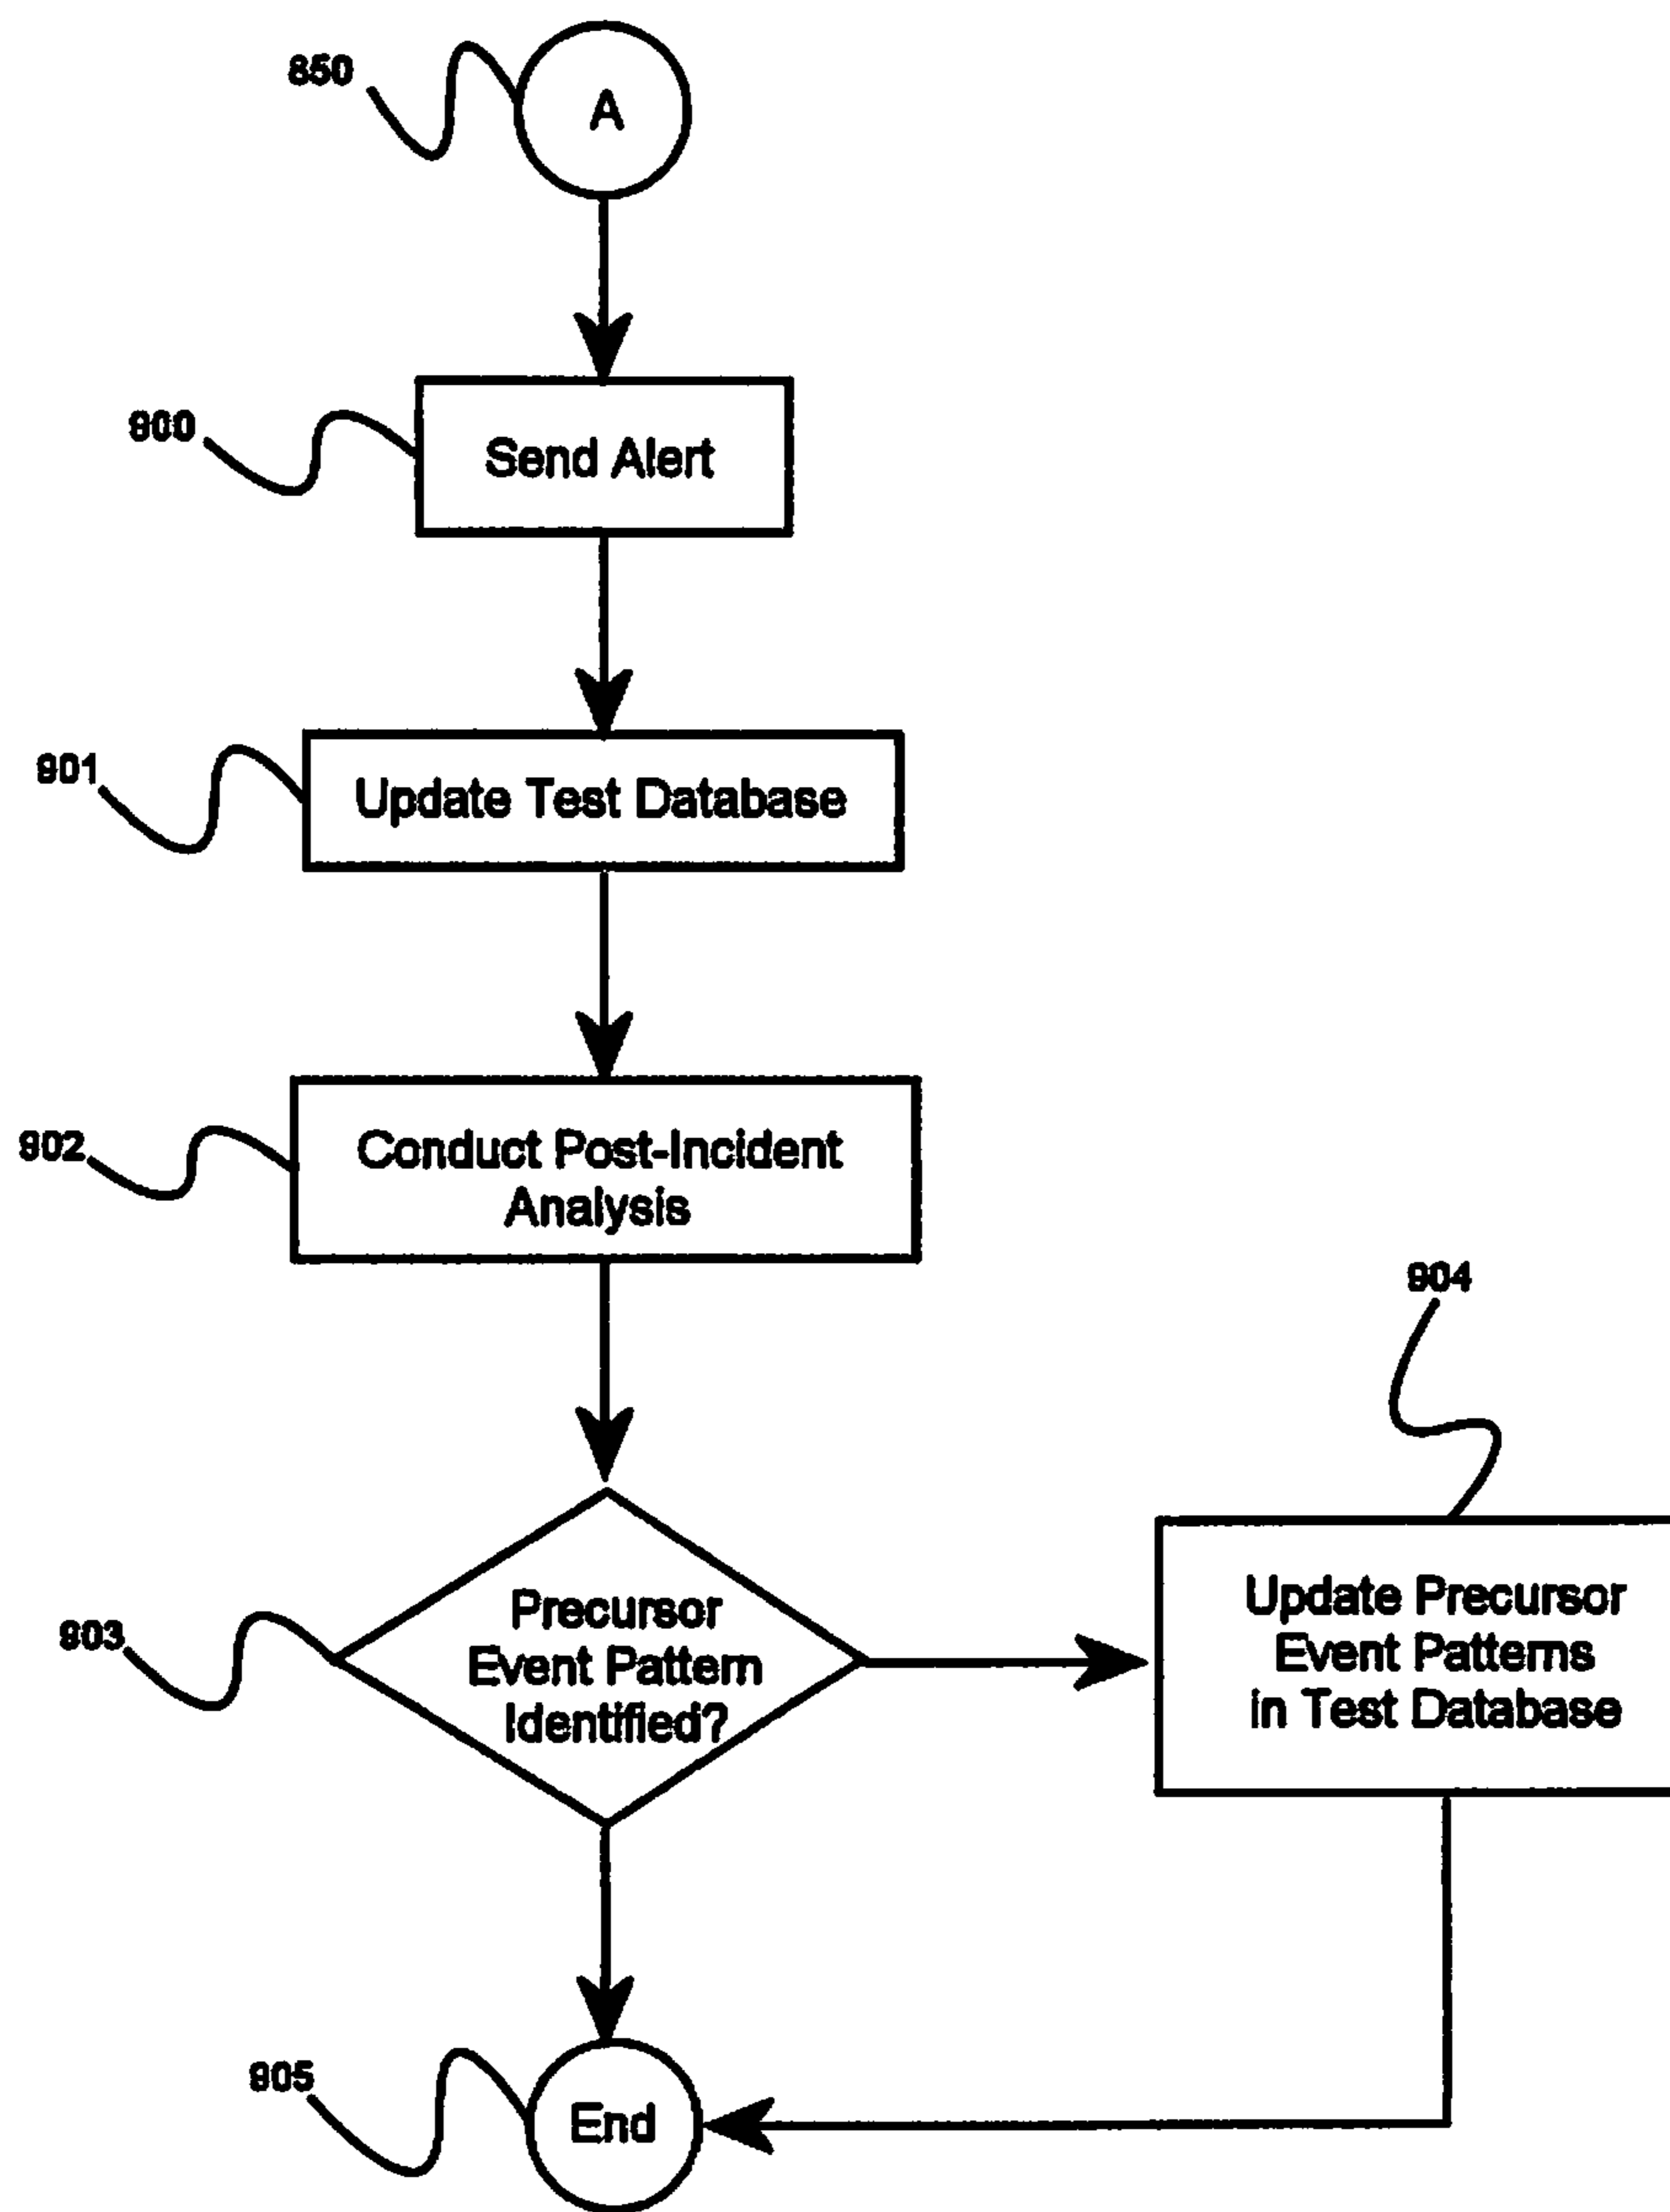 850
A
900
Send Alert
901
Update Test Database
902
Conduct Post-Incident
Analysis
904
903
Precursor
Event Pattern
Identified?
Update Precursor
Event Patterns
in Test Database
905
End